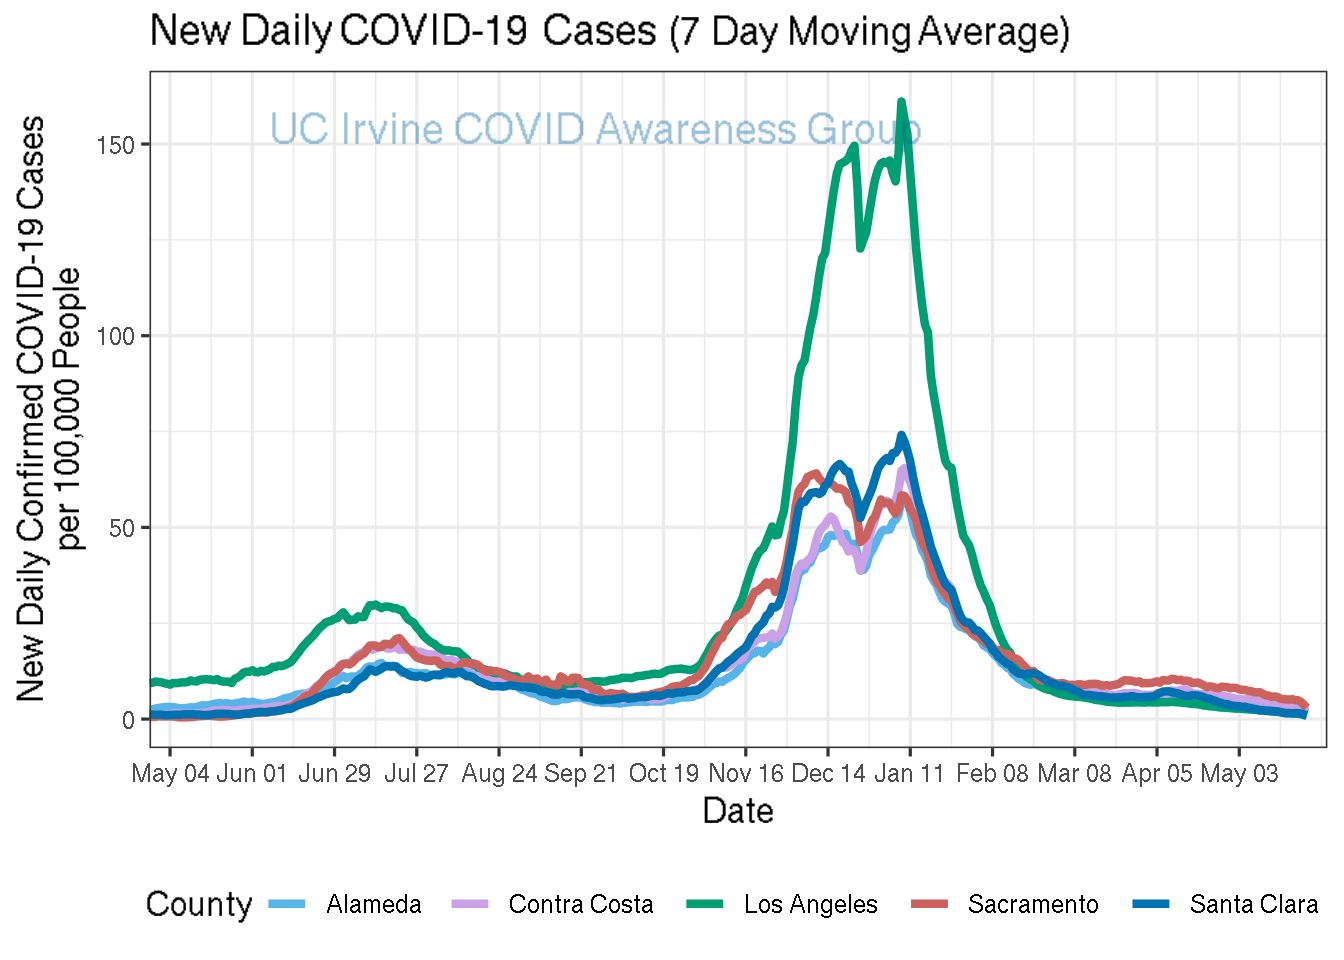 New Daily COVID-19 Cases (7 Day Moving Average)
UC Irvine COVID Awareness Group
New Daily Confirmed COVID-19 Cases
per 100,000 People
150
100
50
0
May 04 Jun 01 Jun 29 Jul 27 Aug 24 Sep 21 Oct 19 Nov 16 Dec 14 Jan 11 Feb 08 Mar 08 Apr 05 May 03
Date
County Alameda Contra Costa Los Angeles Sacramento Santa Clara